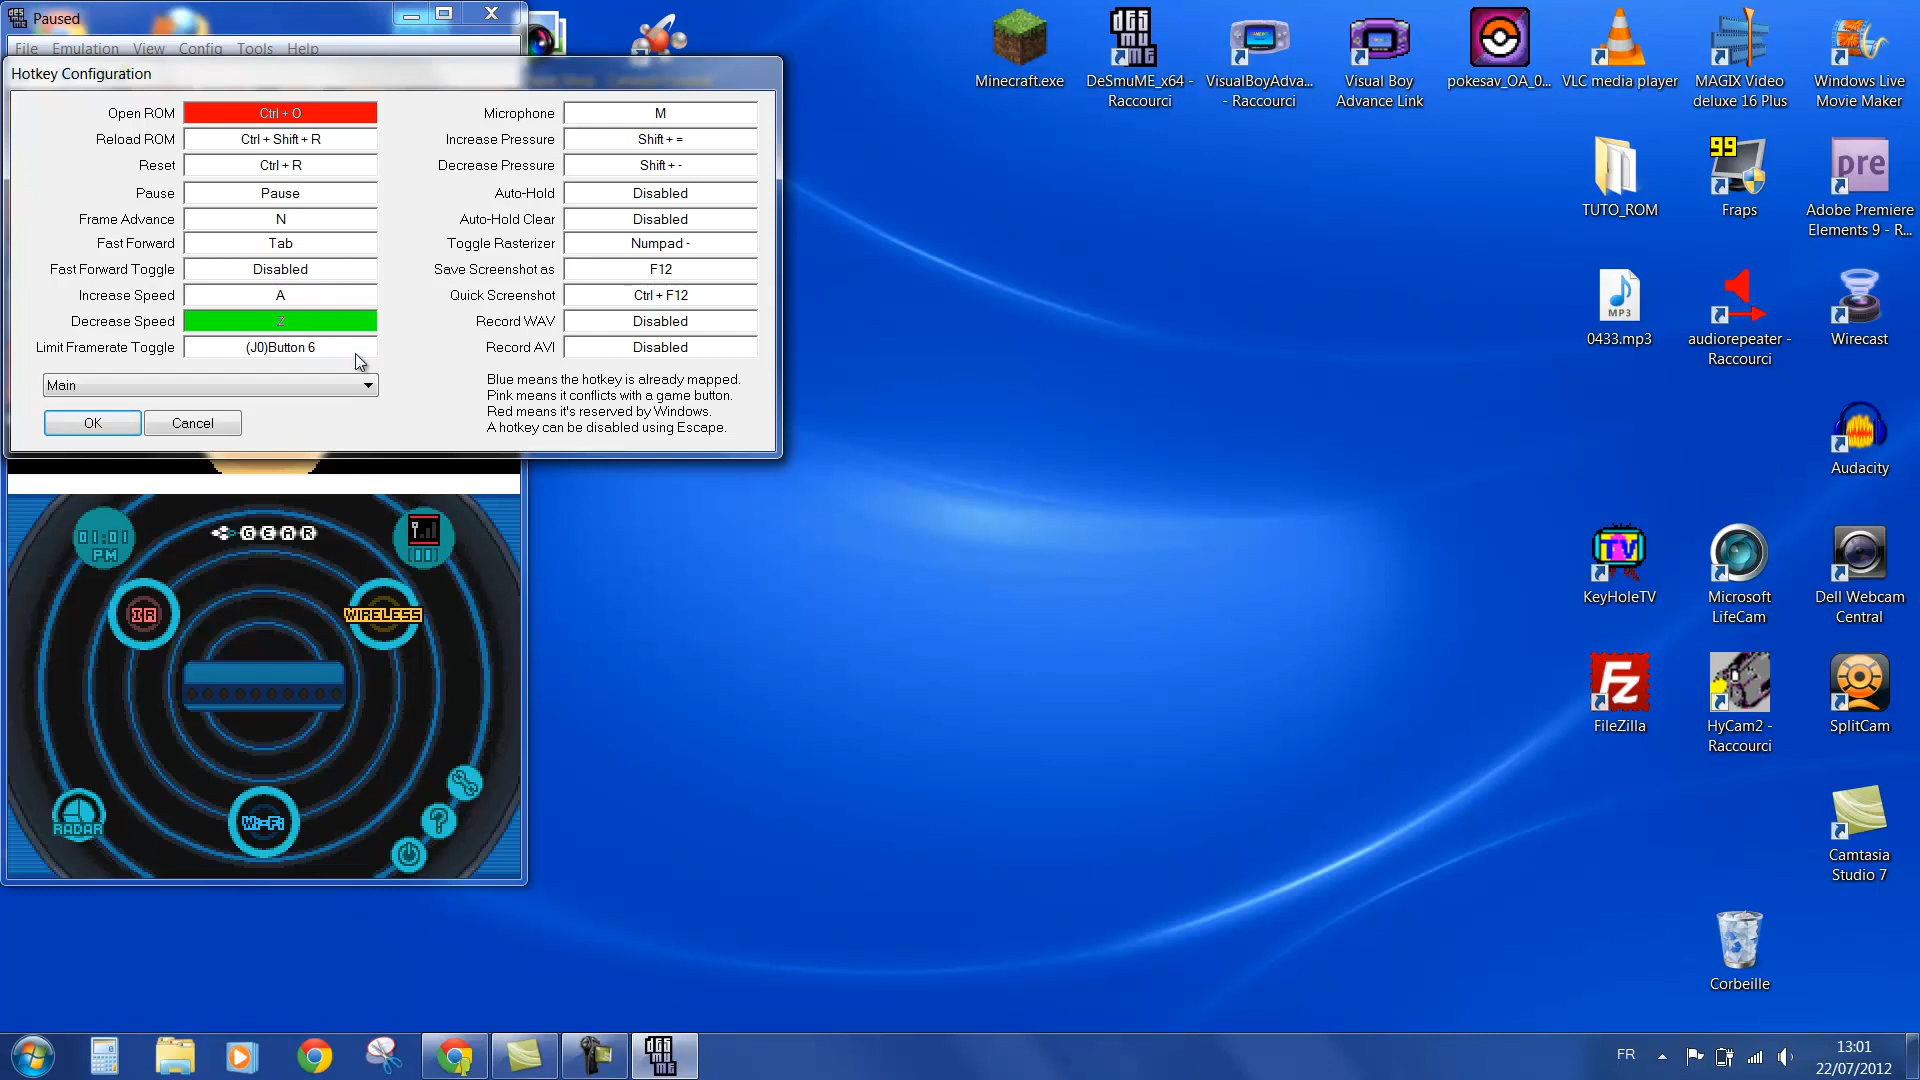 Paused
File Emulation View Config Tools Help
Hotkey Configuration
Open ROM Ctrl + O
Reload ROM Ctrl + Shift + R
Reset Ctrl + R
Pause Pause
Frame Advance N
Fast Forward Tab
Fast Forward Toggle Disabled
Increase Speed A
Decrease Speed Z
Limit Framerate Toggle (J0)Button 6
Microphone M
Increase Pressure Shift + =
Decrease Pressure Shift + -
Auto-Hold Disabled
Auto-Hold Clear Disabled
Toggle Rasterizer Numpad -
Save Screenshot as F12
Quick Screenshot Ctrl + F12
Record WAV Disabled
Record AVI Disabled
Main
OK Cancel
Blue means the hotkey is already mapped.
Pink means it conflicts with a game button.
Red means it's reserved by Windows.
A hotkey can be disabled using Escape.
01:01
PM
GEAR
IR
WIRELESS
RADAR
Wi-Fi
?
Minecraft.exe
DeSmuME_x64 -
Raccourci
VisualBoyAdva...
- Raccourci
Visual Boy
Advance Link
pokesav_OA_0...
VLC media player
MAGIX Video
deluxe 16 Plus
Windows Live
Movie Maker
TUTO_ROM
99
Fraps
pre
Adobe Premiere
Elements 9 - R...
MP3
0433.mp3
audiorepeater -
Raccourci
Wirecast
Audacity
TV
KeyHoleTV
Microsoft
LifeCam
Dell Webcam
Central
Fz
FileZilla
HyCam2 -
Raccourci
SplitCam
Camtasia
Studio 7
Corbeille
FR
13:01
22/07/2012